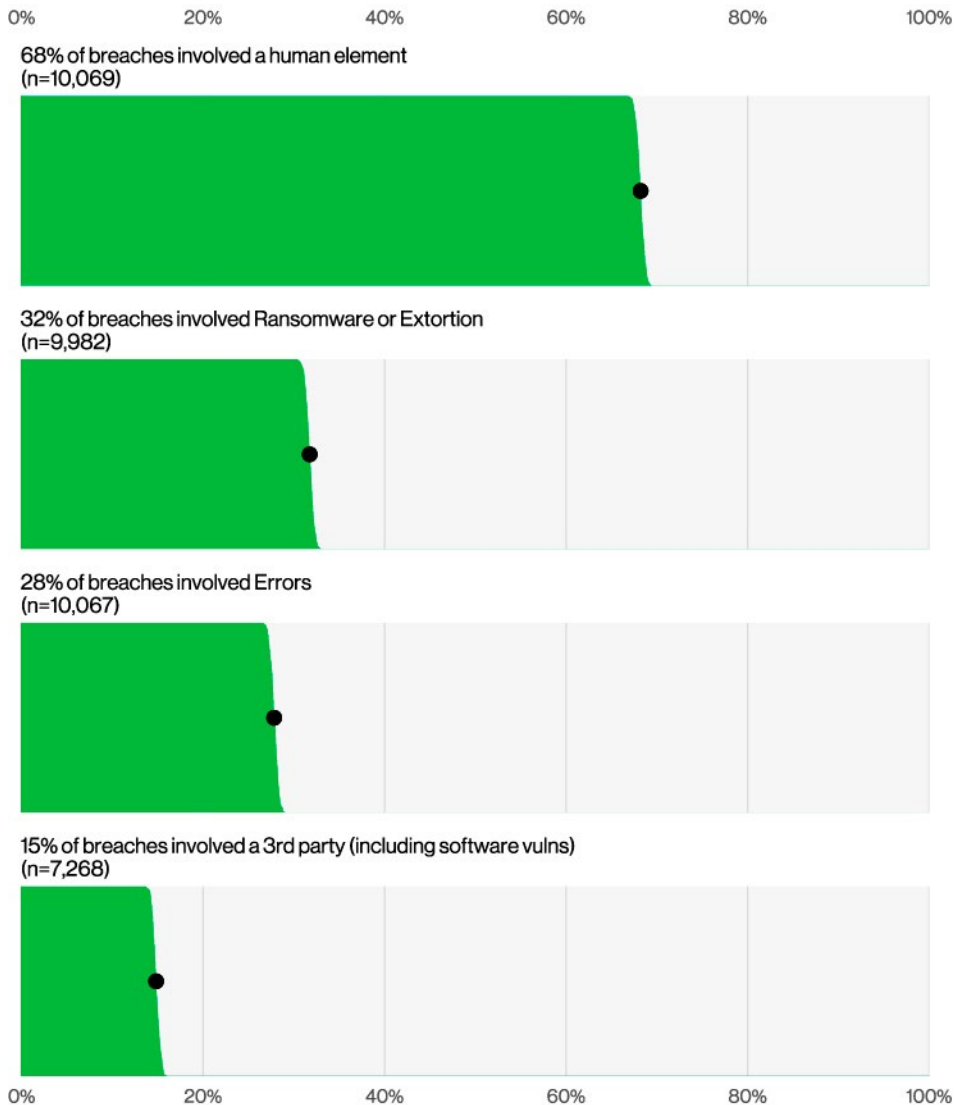 0% 20% 40% 60% 80% 100%
68% of breaches involved a human element
(n=10,069)
32% of breaches involved Ransomware or Extortion
(n=9,982)
28% of breaches involved Errors
(n=10,067)
15% of breaches involved a 3rd party (including software vulns)
(n=7,268)
0% 20% 40% 60% 80% 100%